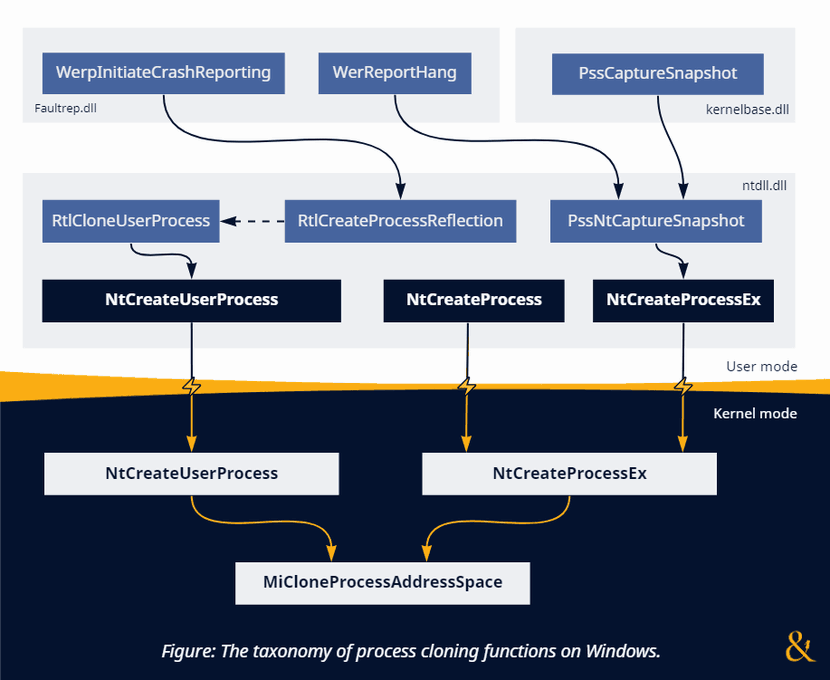 WerpInitiateCrashReporting
WerReportHang
PssCaptureSnapshot
Faultrep.dll
kernelbase.dll
ntdll.dll
RtlCloneUserProcess
RtlCreateProcessReflection
PssNtCaptureSnapshot
NtCreateUserProcess
NtCreateProcess
NtCreateProcessEx
User mode
Kernel mode
NtCreateUserProcess
NtCreateProcessEx
MiCloneProcessAddressSpace
Figure: The taxonomy of process cloning functions on Windows.
&